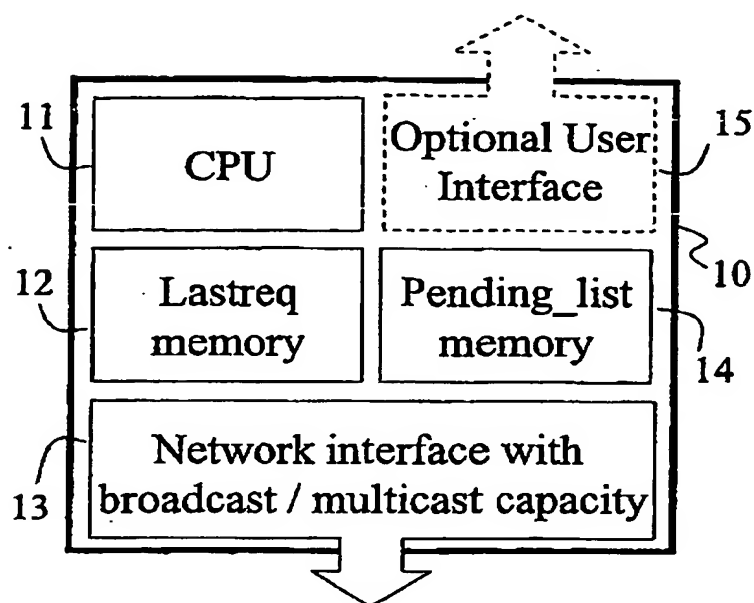 11
CPU
Optional User
Interface
15
10
12
Lastreq
memory
Pending_list
memory
14
13
Network interface with
broadcast / multicast capacity